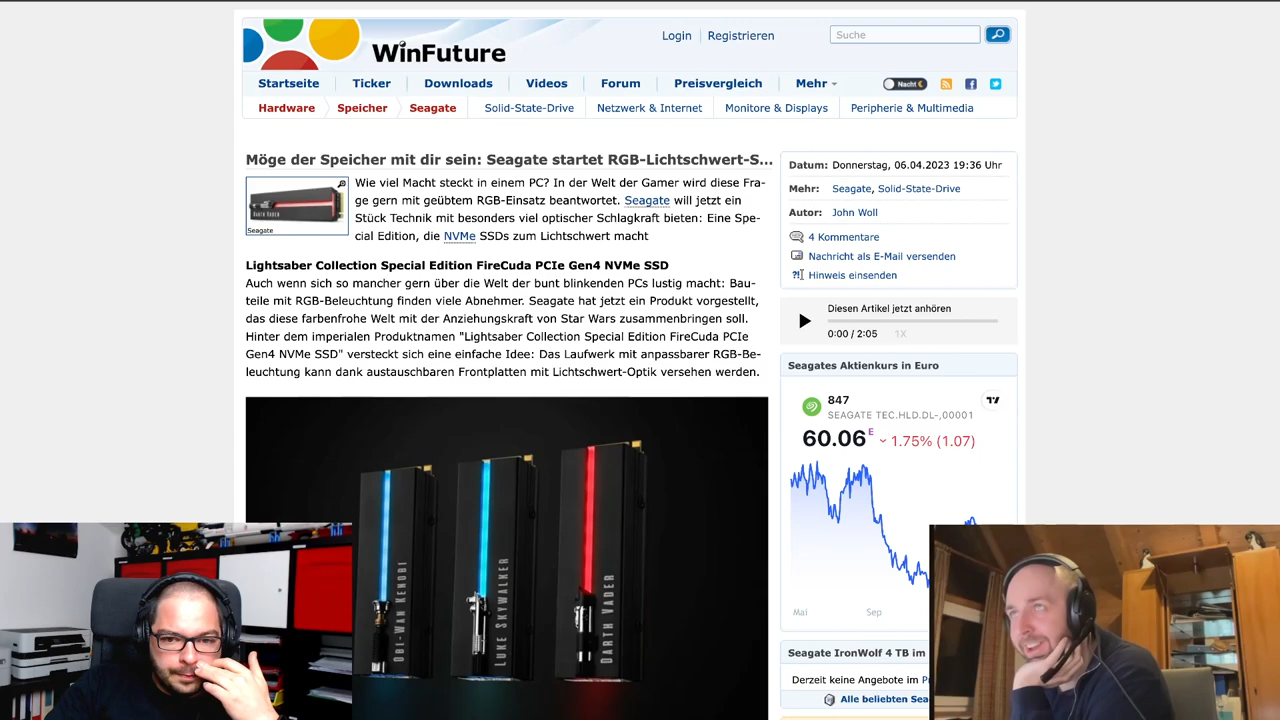 WinFuture
Login
Registrieren
Suche
Startseite
Ticker
Downloads
Videos
Forum
Preisvergleich
Mehr
Nacht
Hardware
Speicher
Seagate
Solid-State-Drive
Netzwerk & Internet
Monitore & Displays
Peripherie & Multimedia
Möge der Speicher mit dir sein: Seagate startet RGB-Lichtschwert-S...
DARTH VADER
Seagate
Wie viel Macht steckt in einem PC? In der Welt der Gamer wird diese Fra-
ge gern mit geübtem RGB-Einsatz beantwortet. Seagate will jetzt ein
Stück Technik mit besonders viel optischer Schlagkraft bieten: Eine Spe-
cial Edition, die NVMe SSDs zum Lichtschwert macht
Lightsaber Collection Special Edition FireCuda PCIe Gen4 NVMe SSD
Auch wenn sich so mancher gern über die Welt der bunt blinkenden PCs lustig macht: Bau-
teile mit RGB-Beleuchtung finden viele Abnehmer. Seagate hat jetzt ein Produkt vorgestellt,
das diese farbenfrohe Welt mit der Anziehungskraft von Star Wars zusammenbringen soll.
Hinter dem imperialen Produktnamen "Lightsaber Collection Special Edition FireCuda PCIe
Gen4 NVMe SSD" versteckt sich eine einfache Idee: Das Laufwerk mit anpassbarer RGB-Be-
leuchtung kann dank austauschbaren Frontplatten mit Lichtschwert-Optik versehen werden.
OBI-WAN KENOBI
LUKE SKYWALKER
DARTH VADER
Datum: Donnerstag, 06.04.2023 19:36 Uhr
Mehr: Seagate, Solid-State-Drive
Autor: John Woll
4 Kommentare
Nachricht als E-Mail versenden
Hinweis einsenden
Diesen Artikel jetzt anhören
0:00 / 2:05 1X
Seagates Aktienkurs in Euro
847
SEAGATE TEC.HLD.DL-,00001
60.06 E 1.75% (1.07)
Mai
Sep
Seagate IronWolf 4 TB im
Derzeit keine Angebote im P
Alle beliebten Sea